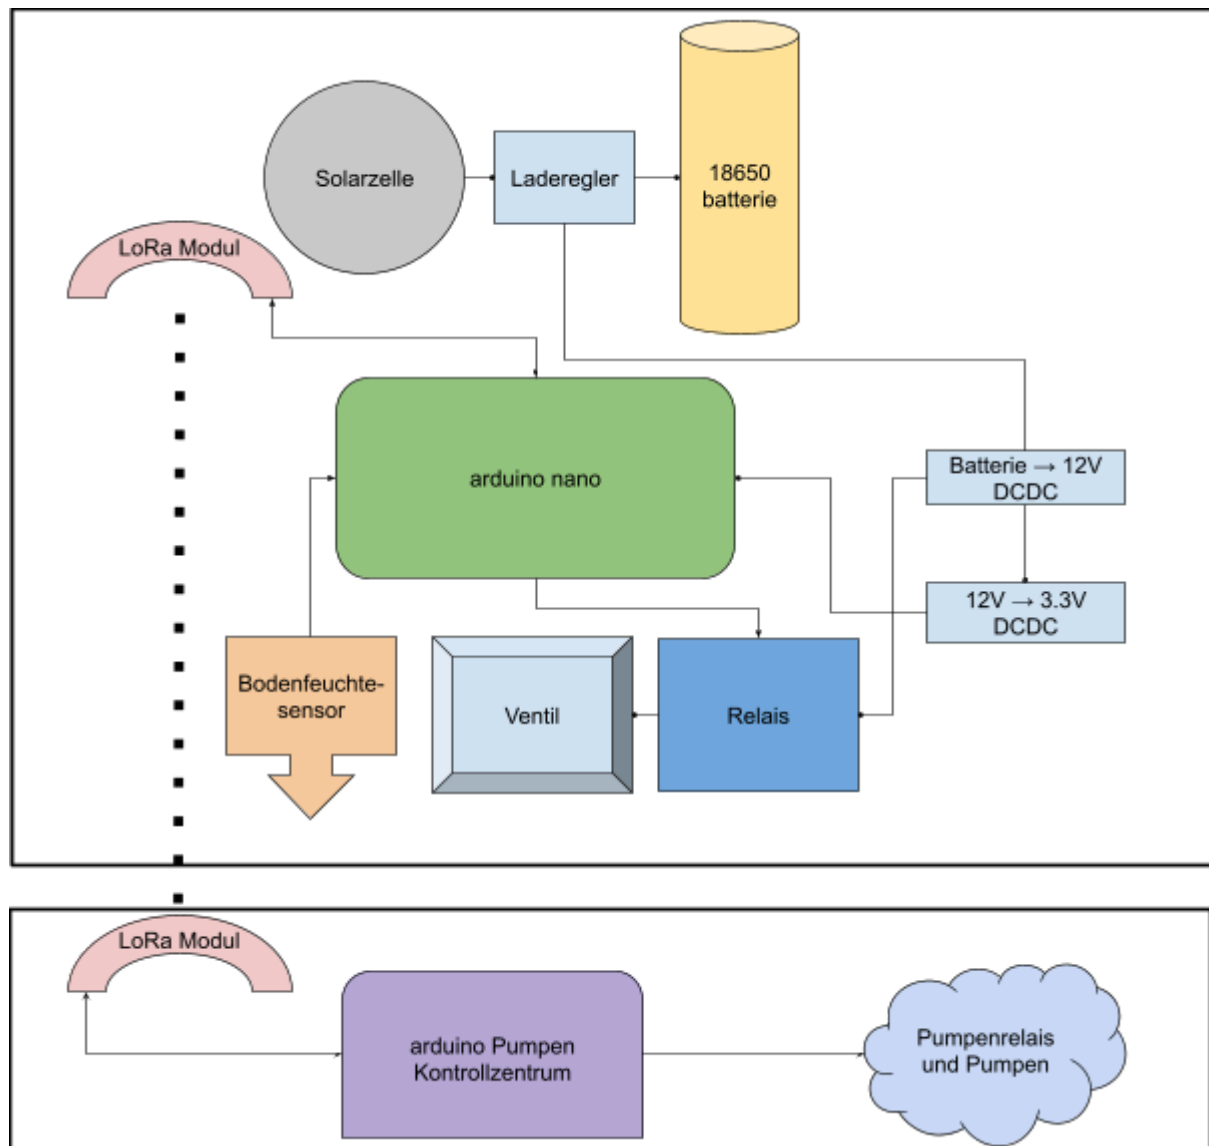 Solarzelle
Laderegler
18650
batterie
LoRa Modul
arduino nano
Batterie → 12V
DCDC
12V → 3.3V
DCDC
Bodenfeuchte-
sensor
Ventil
Relais
LoRa Modul
arduino Pumpen
Kontrollzentrum
Pumpenrelais
und Pumpen